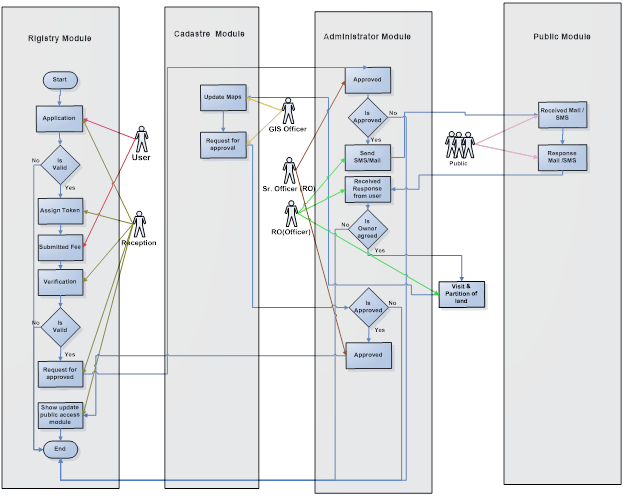 Rigistry Module
Start
Application
Is
Valid
No
Yes
Assign Token
Submitted Fee
Verification
Is
Valid
No
Yes
Request for
approved
Show update
public access
module
End
User
Reception
Cadastre Module
Update Maps
Request for
approval
GIS Officer
Sr. Officer (RO)
RO(Officer)
Administrator Module
Approved
Is
Approved
No
Yes
Send
SMS/Mail
Received
Response
from user
No
Is Owner
agreed
Yes
Is
Approved
No
Yes
Approved
Public Module
Received Mail /
SMS
Response
Mail /SMS
Public
Visit &
Partition of
land